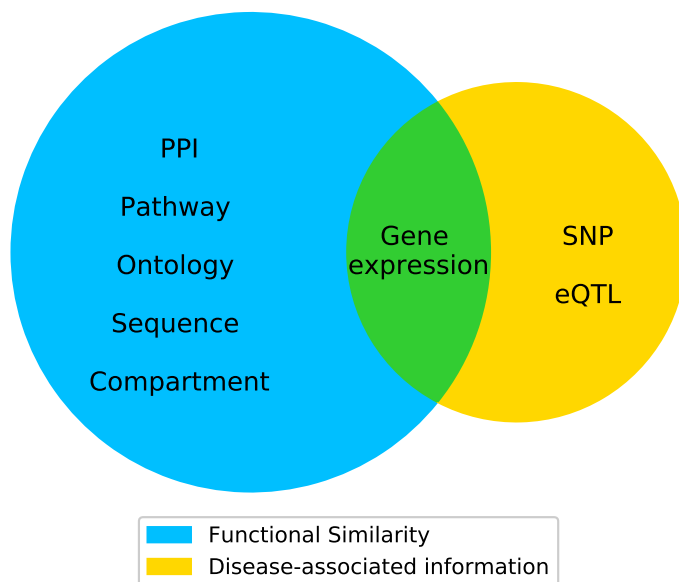 PPI
Pathway
Ontology
Sequence
Compartment
Gene
expression
SNP
eQTL
Functional Similarity
Disease-associated information